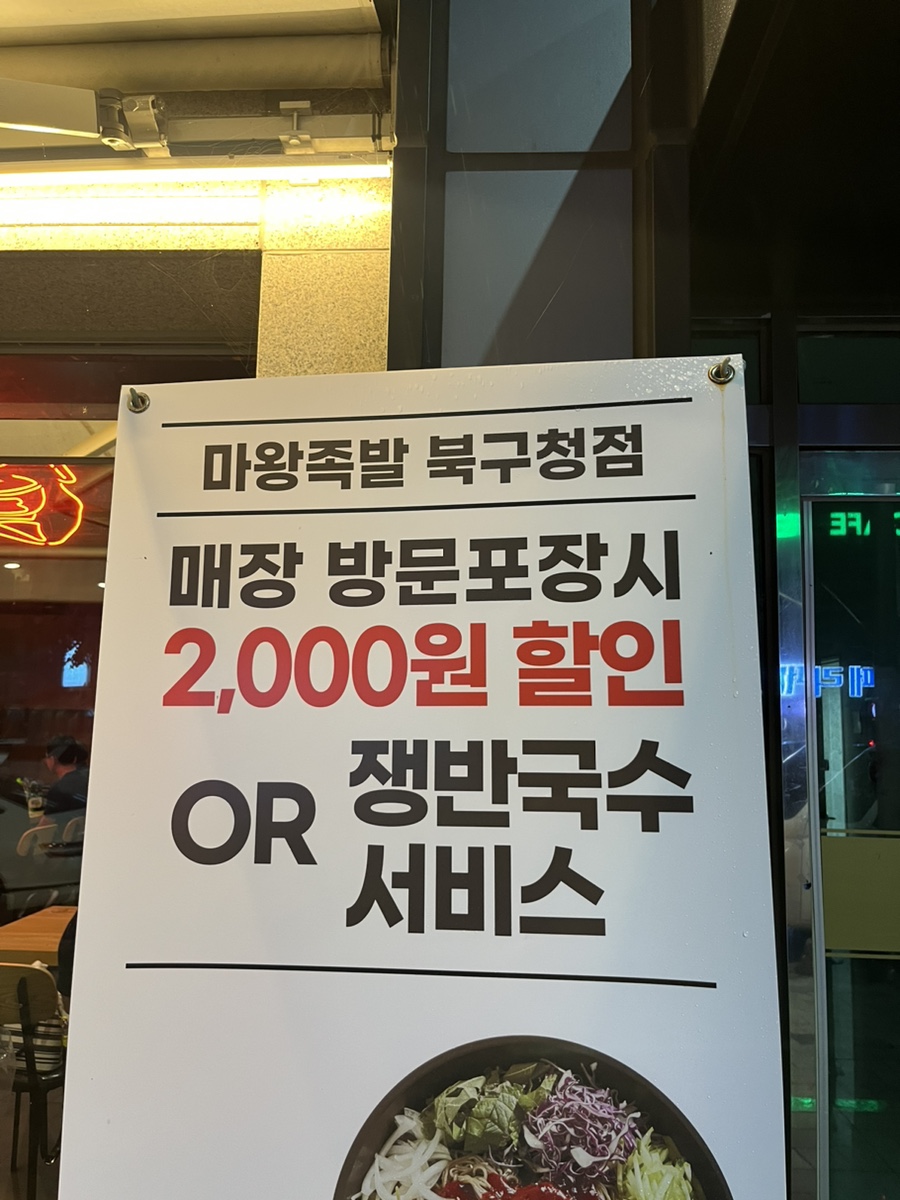 마왕족발 북구청점
매장 방문포장시
2,000원 할인
OR 쟁반국수
서비스